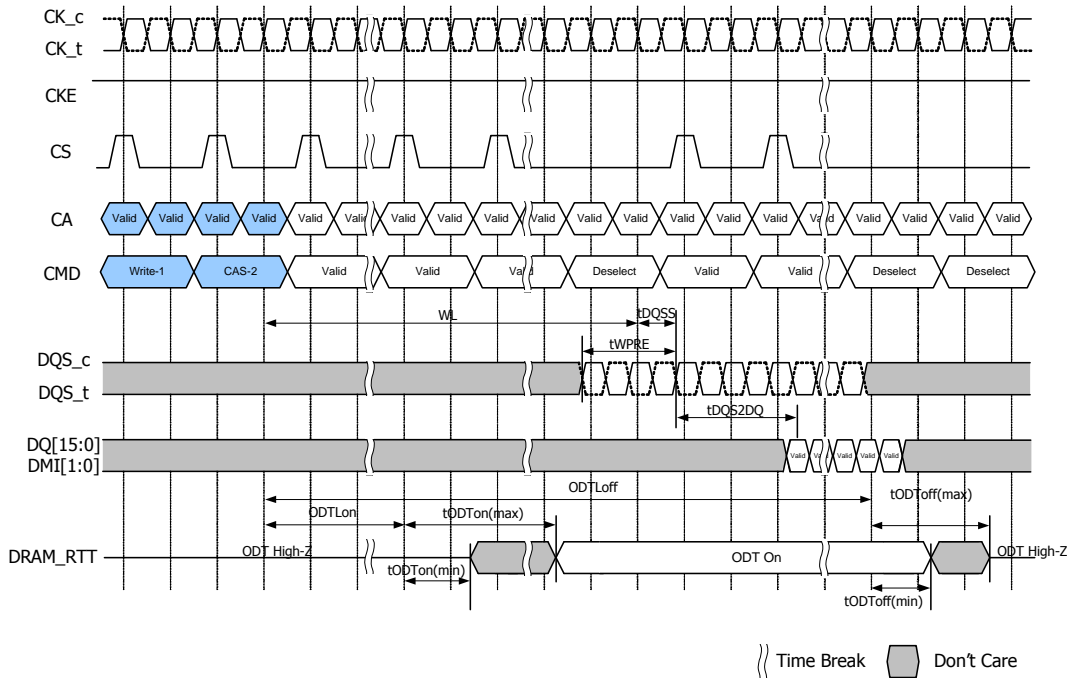 CK_c
CK_t
CKE
CS
CA Valid Valid Valid Valid Valid Valid Valid Valid Valid Valid Valid Valid Valid Valid Valid Valid Valid Valid Valid Valid
CMD Write-1 CAS-2 Valid Valid Valid Deselect Valid Valid Deselect Deselect
WL tDQSS
tWPRE
DQS_c
DQS_t
tDQS2DQ
DQ[15:0]
DMI[1:0]
Valid Valid Valid Valid Valid
ODTLoff
ODTLon tODTon(max) tODToff(max)
DRAM_RTT ODT High-Z ODT On ODT High-Z
tODTon(min)
tODToff(min)
Time Break Don't Care